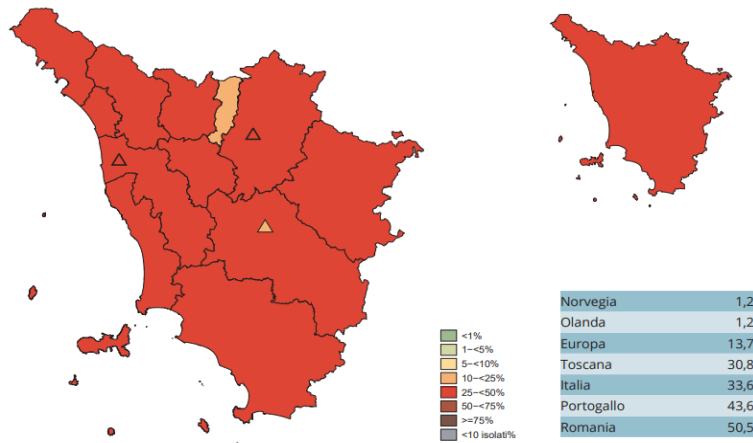 <1%
1-<5%
5-<10%
10-<25%
25-<50%
50-<75%
>=75%
<10 isolati%
Norvegia 1,2
Olanda 1,2
Europa 13,7
Toscana 30,8
Italia 33,6
Portogallo 43,6
Romania 50,5